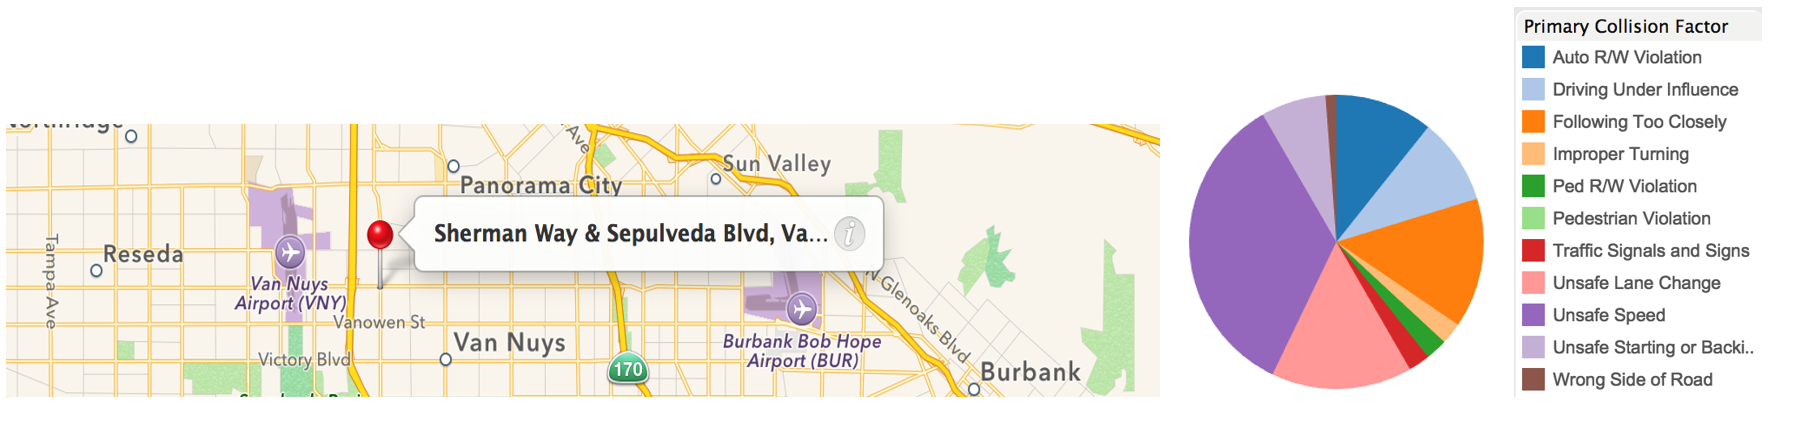 Northridge
Ave
Sun Valley
Panorama City
Sherman Way & Sepulveda Blvd, Va...
i
Tampa Ave
Reseda
Van Nuys
Airport (VNY)
N Glenoaks Blvd
Vanowen St
Van Nuys
Burbank Bob Hope
Airport (BUR)
Victory Blvd
170
Burbank
Primary Collision Factor
Auto R/W Violation
Driving Under Influence
Following Too Closely
Improper Turning
Ped R/W Violation
Pedestrian Violation
Traffic Signals and Signs
Unsafe Lane Change
Unsafe Speed
Unsafe Starting or Backi..
Wrong Side of Road